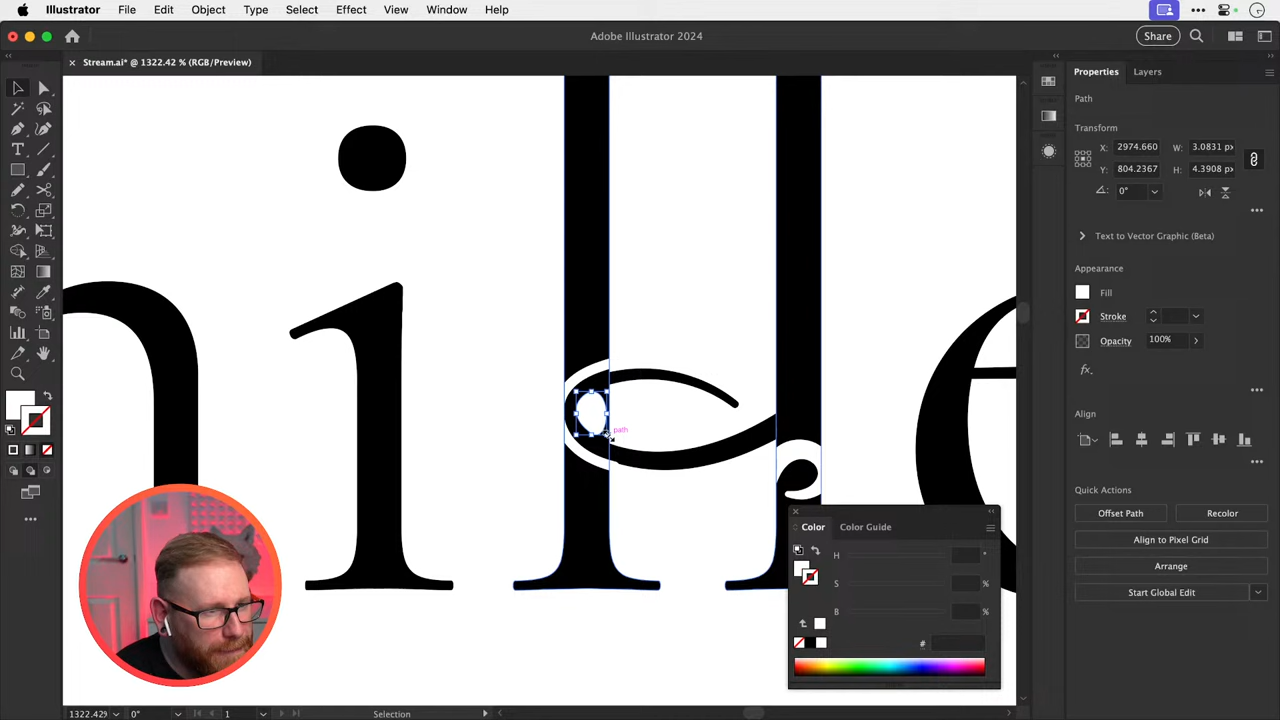 Illustrator File Edit Object Type Select Effect View Window Help
Adobe Illustrator 2024
Share
× Stream.ai* @ 1322.42 % (RGB/Preview)
Properties Layers
Path
Transform
X: 2974.660 W: 3.0831 px
Y: 804.2367 H: 4.3908 px
0°
Text to Vector Graphic (Beta)
Appearance
Fill
Stroke
Opacity 100%
fx
Align
Quick Actions
Offset Path Recolor
Align to Pixel Grid
Arrange
Start Global Edit
nille
path
Color Color Guide
H °
S %
B %
#
1322.42% 0° 1 Selection